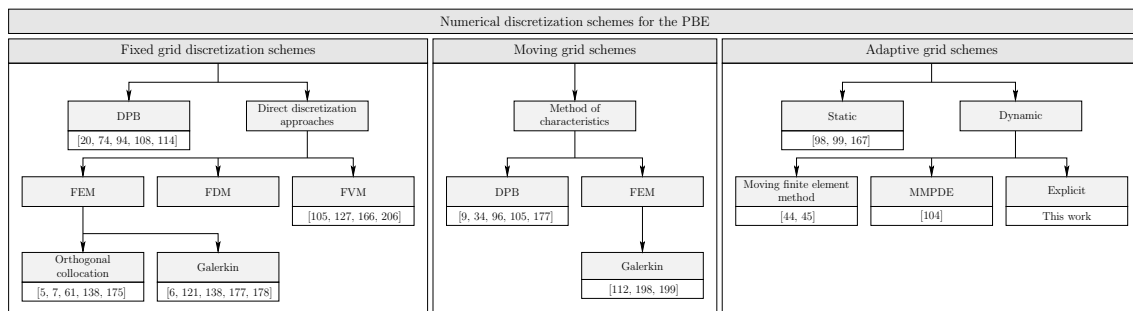 Numerical discretization schemes for the PBE
Fixed grid discretization schemes
DPB
[20, 74, 94, 108, 114]
Direct discretization
approaches
FEM
FDM
FVM
[105, 127, 166, 206]
Orthogonal
collocation
[5, 7, 61, 138, 175]
Galerkin
[6, 121, 138, 177, 178]
Moving grid schemes
Method of
characteristics
DPB
[9, 34, 96, 105, 177]
FEM
Galerkin
[112, 198, 199]
Adaptive grid schemes
Static
[98, 99, 167]
Dynamic
Moving finite element
method
[44, 45]
MMPDE
[104]
Explicit
This work